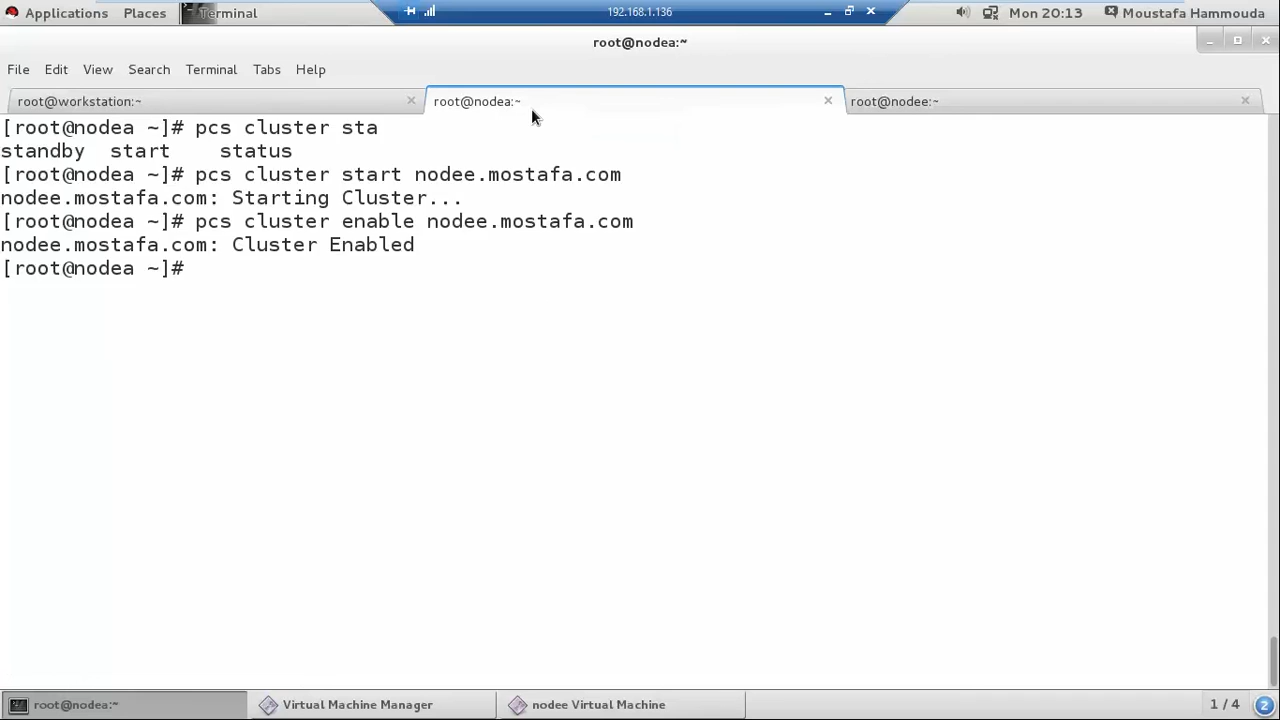 Applications Places Terminal 192.168.1.136 Mon 20:13 Moustafa Hammouda
root@nodea:~
File Edit View Search Terminal Tabs Help
root@workstation:~ root@nodea:~ root@nodee:~
[root@nodea ~]# pcs cluster sta
standby start status
[root@nodea ~]# pcs cluster start nodee.mostafa.com
nodee.mostafa.com: Starting Cluster...
[root@nodea ~]# pcs cluster enable nodee.mostafa.com
nodee.mostafa.com: Cluster Enabled
[root@nodea ~]#
root@nodea:~ Virtual Machine Manager nodee Virtual Machine 1 / 4 2